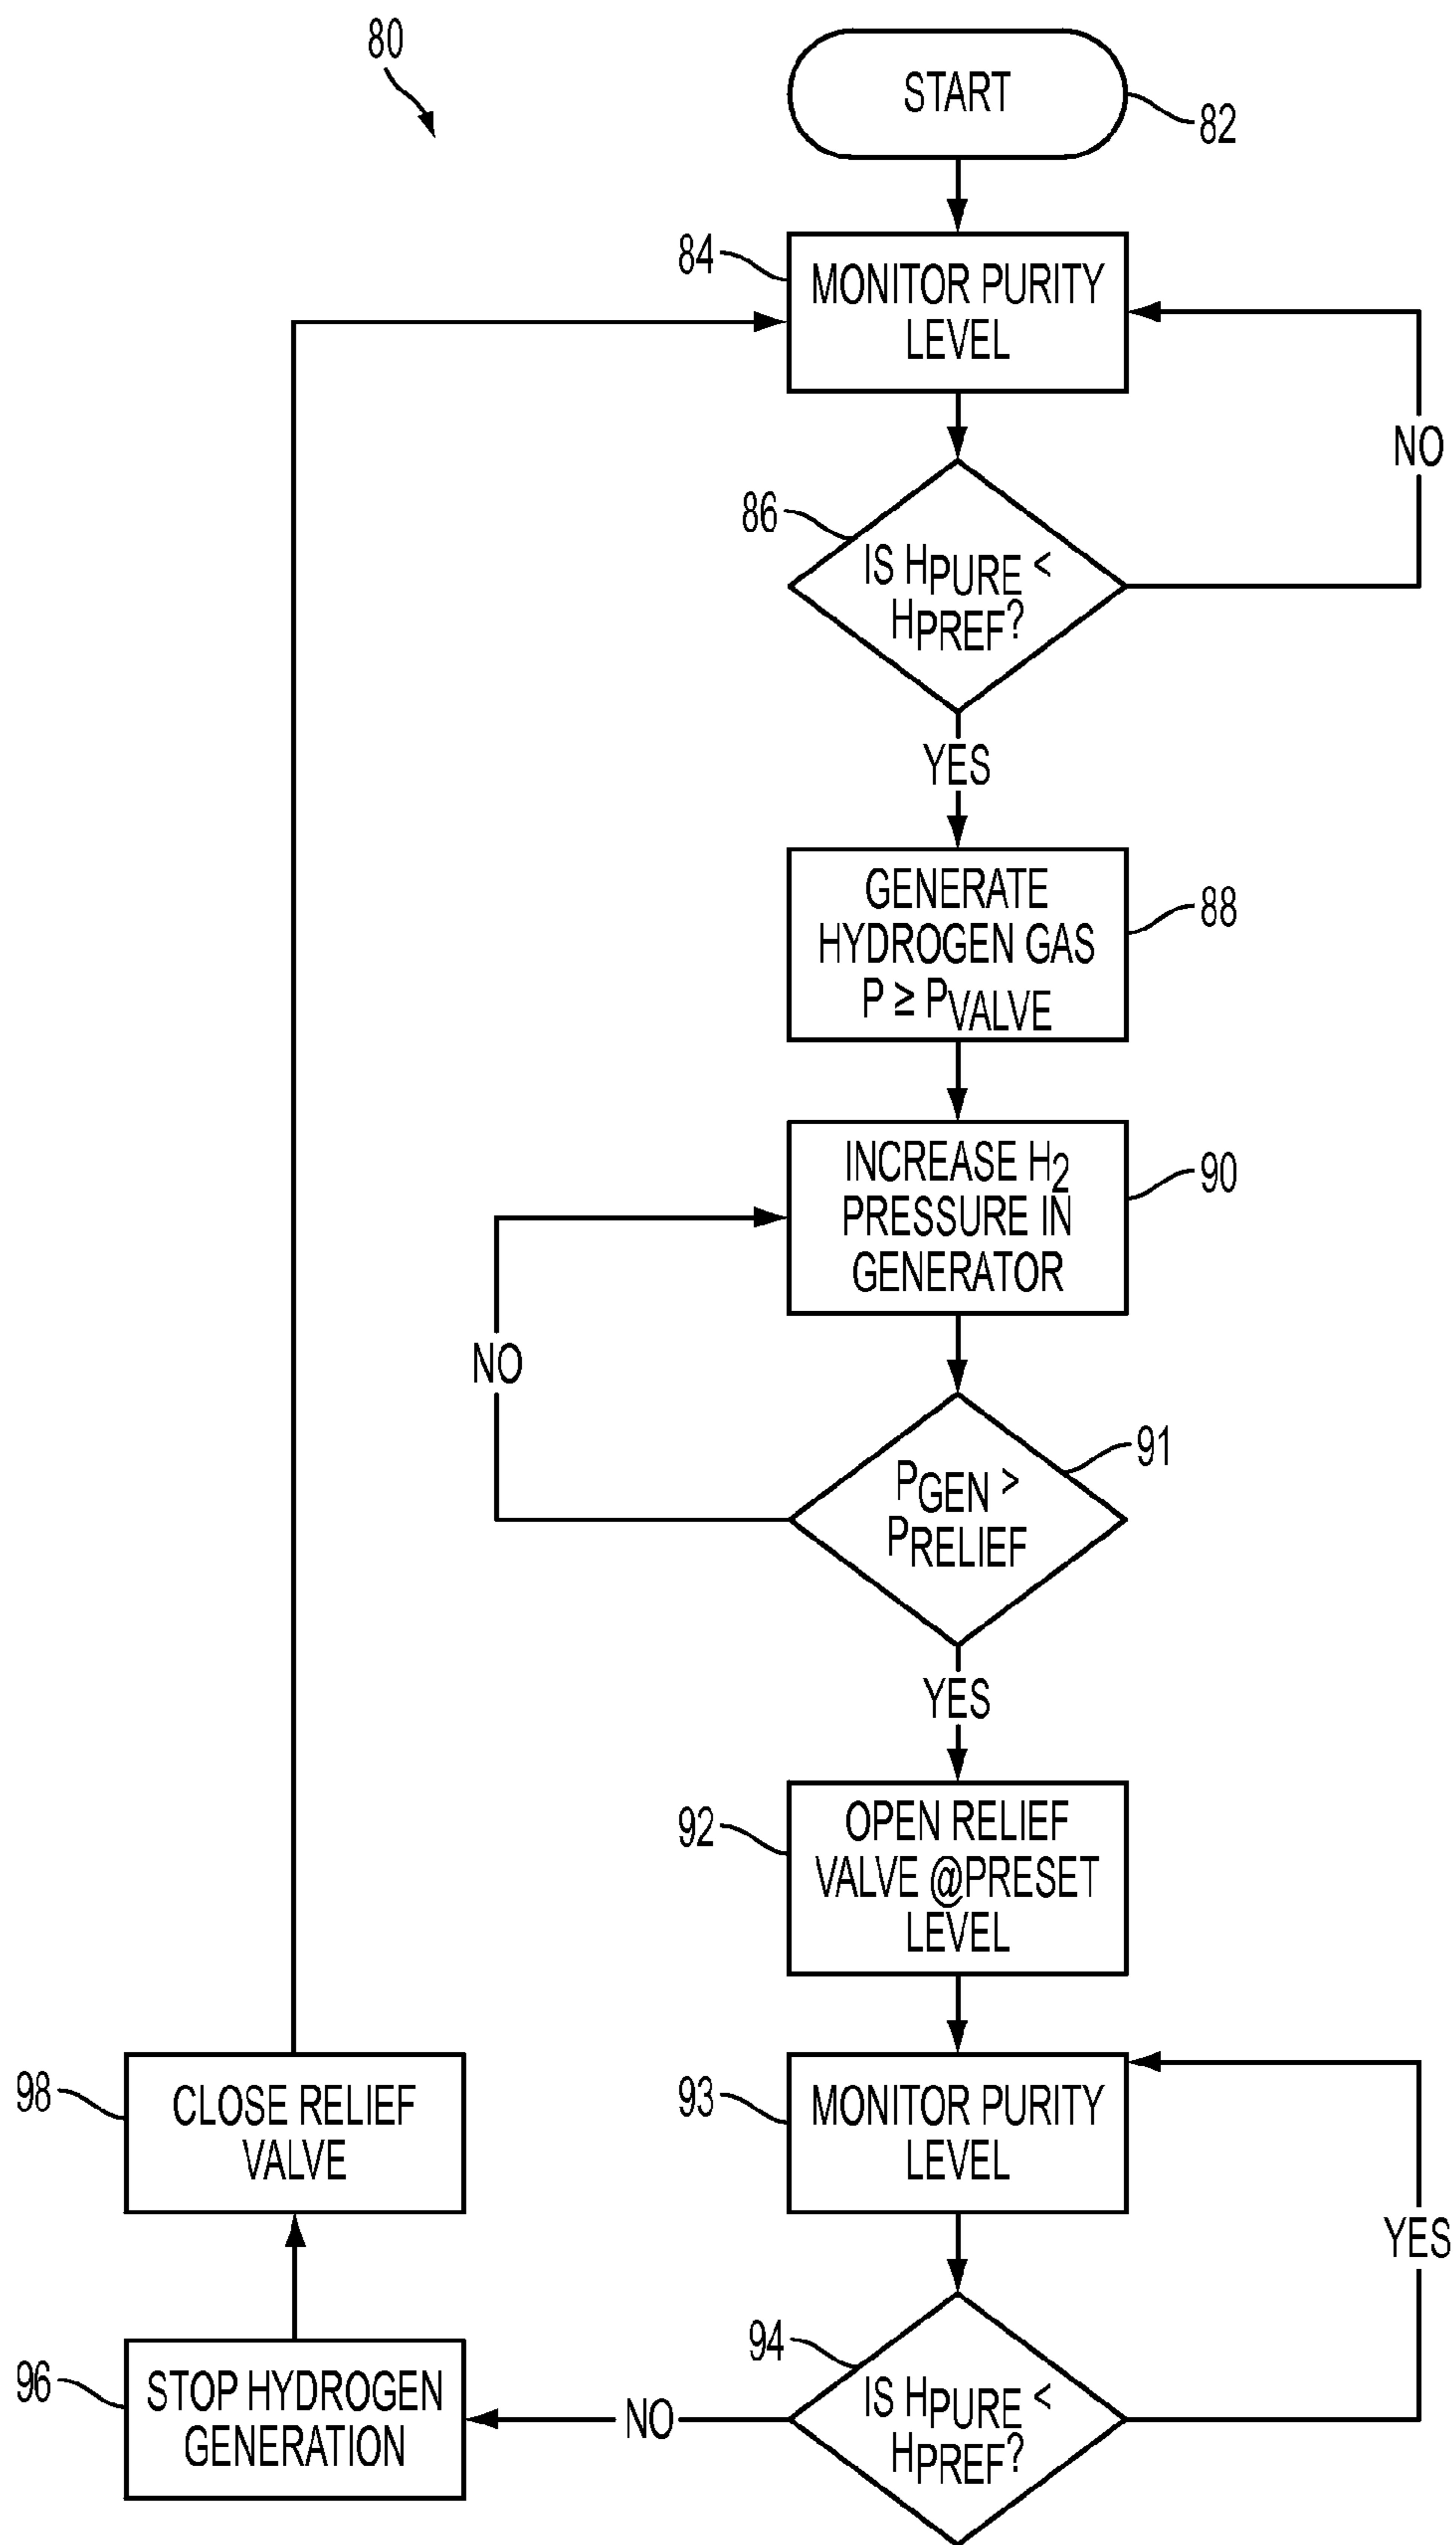 80
START
82
84
MONITOR PURITY
LEVEL
NO
86
IS HPURE <
HPREF?
YES
GENERATE
HYDROGEN GAS
P ≥ PVALVE
88
INCREASE H2
PRESSURE IN
GENERATOR
90
NO
91
PGEN >
PRELIEF
YES
92
OPEN RELIEF
VALVE @PRESET
LEVEL
98
CLOSE RELIEF
VALVE
93
MONITOR PURITY
LEVEL
YES
96
STOP HYDROGEN
GENERATION
NO
94
IS HPURE <
HPREF?